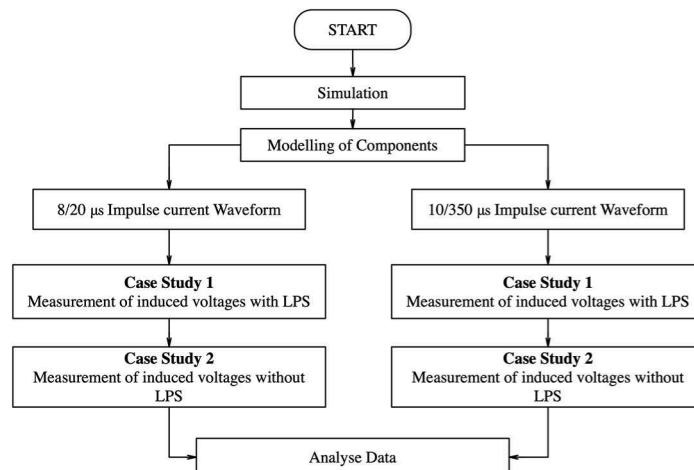 START
Simulation
Modelling of Components
8/20 μs Impulse current Waveform
10/350 μs Impulse current Waveform
Case Study 1
Measurement of induced voltages with LPS
Case Study 1
Measurement of induced voltages with LPS
Case Study 2
Measurement of induced voltages without
LPS
Case Study 2
Measurement of induced voltages without
LPS
Analyse Data